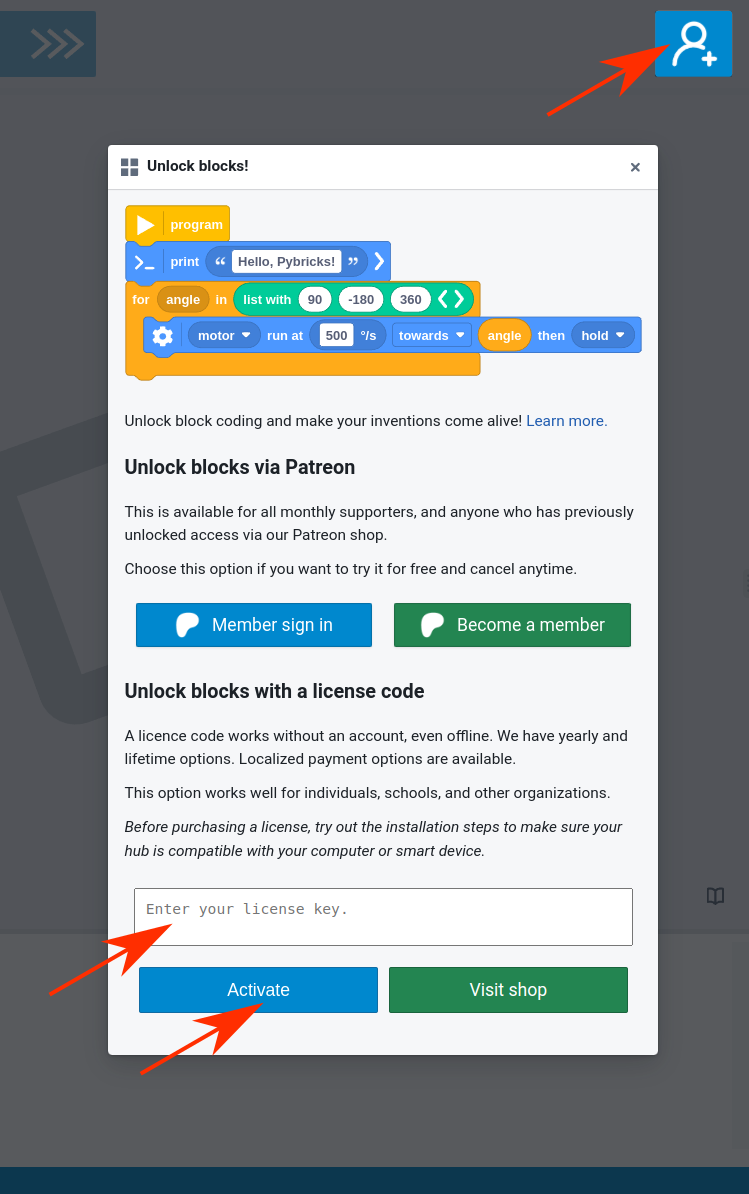 Unlock blocks!
program
print “ Hello, Pybricks! ”
for angle in list with 90 -180 360
motor run at 500 °/s towards angle then hold
Unlock block coding and make your inventions come alive! Learn more.
Unlock blocks via Patreon
This is available for all monthly supporters, and anyone who has previously
unlocked access via our Patreon shop.
Choose this option if you want to try it for free and cancel anytime.
Member sign in Become a member
Unlock blocks with a license code
A licence code works without an account, even offline. We have yearly and
lifetime options. Localized payment options are available.
This option works well for individuals, schools, and other organizations.
Before purchasing a license, try out the installation steps to make sure your
hub is compatible with your computer or smart device.
Enter your license key.
Activate Visit shop